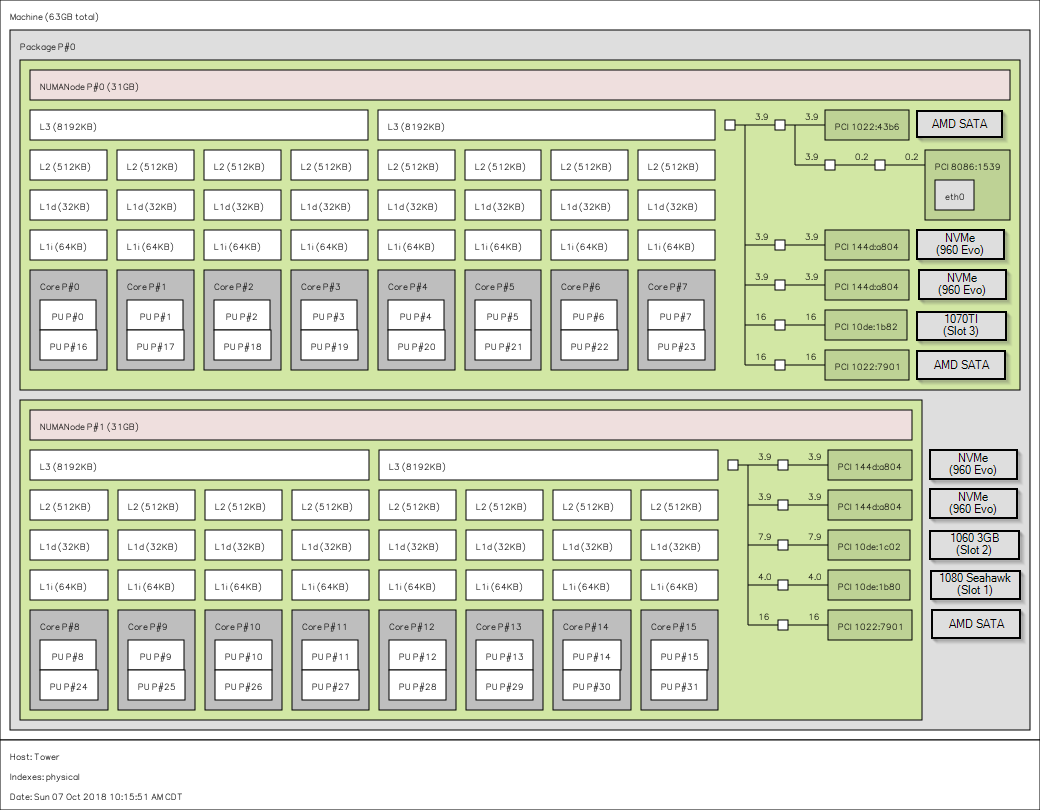 Machine (63GB total)
Package P#0
NUMANode P#0 (31GB)
L3 (8192KB) L3 (8192KB) 3.9 3.9 PCI 1022:43b6 AMD SATA
L2 (512KB) L2 (512KB) L2 (512KB) L2 (512KB) L2 (512KB) L2 (512KB) L2 (512KB) L2 (512KB) 3.9 0.2 0.2 PCI 8086:1539
L1d (32KB) L1d (32KB) L1d (32KB) L1d (32KB) L1d (32KB) L1d (32KB) L1d (32KB) L1d (32KB) eth0
L1i (64KB) L1i (64KB) L1i (64KB) L1i (64KB) L1i (64KB) L1i (64KB) L1i (64KB) L1i (64KB) 3.9 3.9 PCI 144d:a804 NVMe
(960 Evo)
Core P#0 Core P#1 Core P#2 Core P#3 Core P#4 Core P#5 Core P#6 Core P#7 3.9 3.9 PCI 144d:a804 NVMe
(960 Evo)
PU P#0 PU P#1 PU P#2 PU P#3 PU P#4 PU P#5 PU P#6 PU P#7 16 16 PCI 10de:1b82 1070TI
(Slot 3)
PU P#16 PU P#17 PU P#18 PU P#19 PU P#20 PU P#21 PU P#22 PU P#23 16 16 PCI 1022:7901 AMD SATA
NUMANode P#1 (31GB)
L3 (8192KB) L3 (8192KB) 3.9 3.9 PCI 144d:a804 NVMe
(960 Evo)
L2 (512KB) L2 (512KB) L2 (512KB) L2 (512KB) L2 (512KB) L2 (512KB) L2 (512KB) L2 (512KB) 3.9 3.9 PCI 144d:a804 NVMe
(960 Evo)
L1d (32KB) L1d (32KB) L1d (32KB) L1d (32KB) L1d (32KB) L1d (32KB) L1d (32KB) L1d (32KB) 7.9 7.9 PCI 10de:1c02 1060 3GB
(Slot 2)
L1i (64KB) L1i (64KB) L1i (64KB) L1i (64KB) L1i (64KB) L1i (64KB) L1i (64KB) L1i (64KB) 4.0 4.0 PCI 10de:1b80 1080 Seahawk
(Slot 1)
Core P#8 Core P#9 Core P#10 Core P#11 Core P#12 Core P#13 Core P#14 Core P#15 16 16 PCI 1022:7901 AMD SATA
PU P#8 PU P#9 PU P#10 PU P#11 PU P#12 PU P#13 PU P#14 PU P#15
PU P#24 PU P#25 PU P#26 PU P#27 PU P#28 PU P#29 PU P#30 PU P#31
Host: Tower
Indexes: physical
Date: Sun 07 Oct 2018 10:15:51 AM CDT